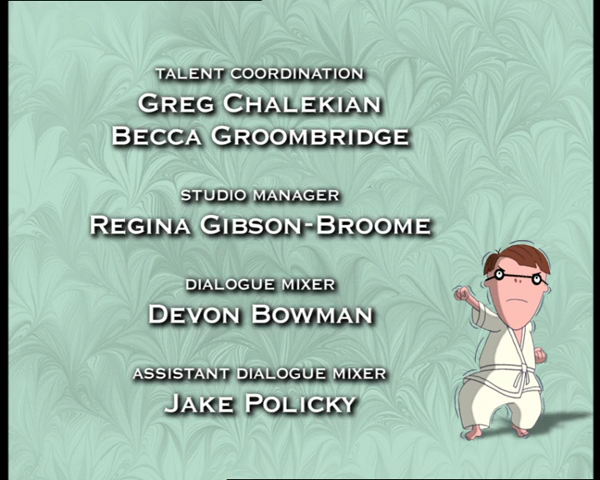 TALENT COORDINATION
GREG CHALEKIAN
BECCA GROOMBRIDGE
STUDIO MANAGER
REGINA GIBSON-BROOME
DIALOGUE MIXER
DEVON BOWMAN
ASSISTANT DIALOGUE MIXER
JAKE POLICKY